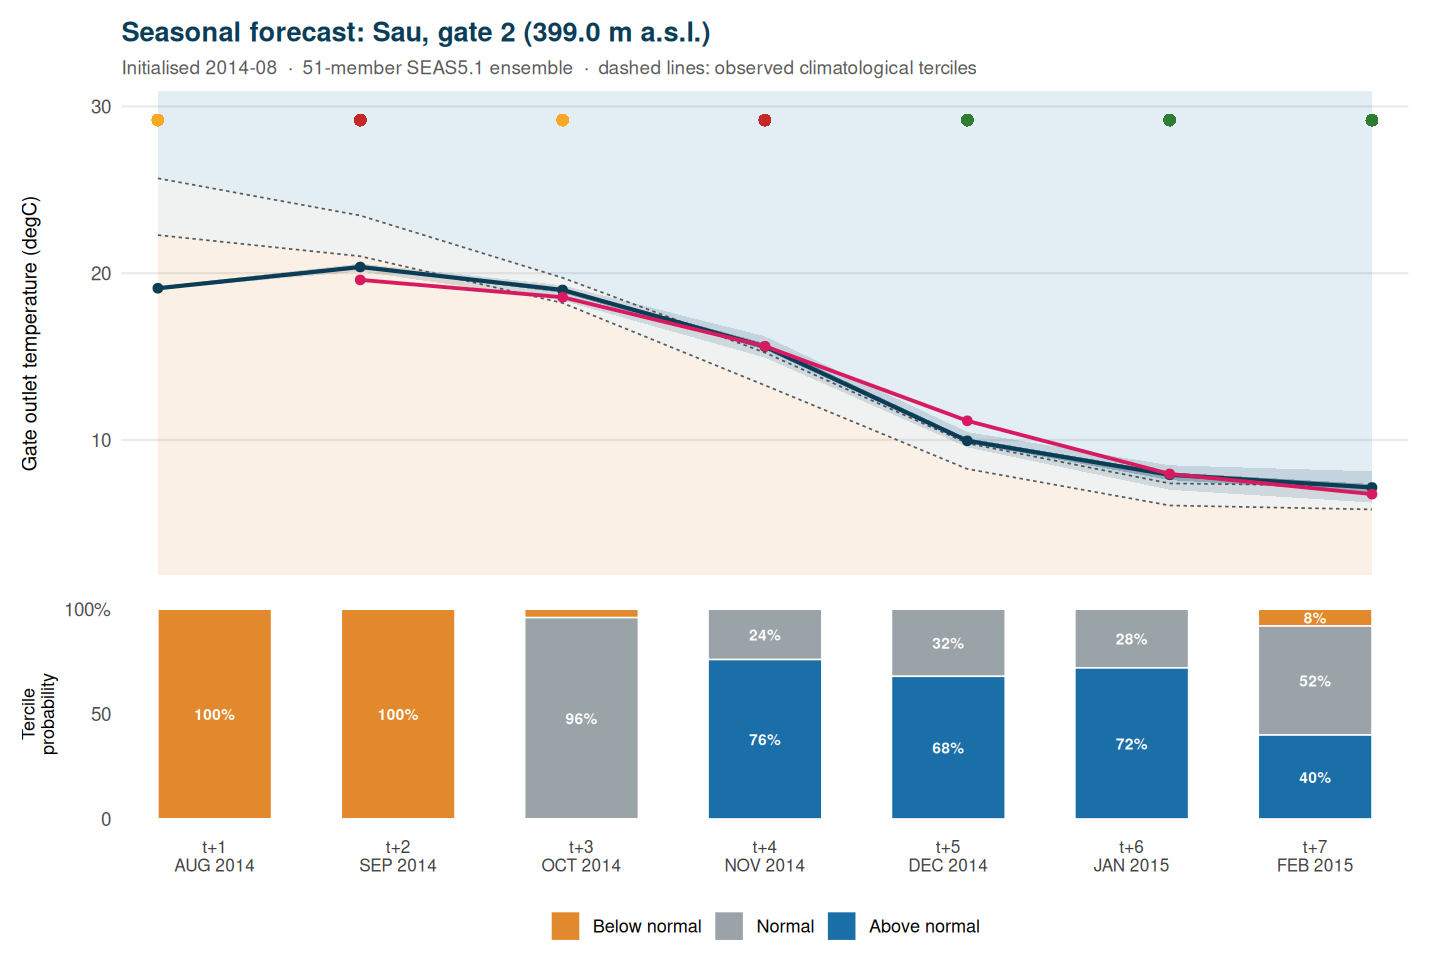 Seasonal forecast: Sau, gate 2 (399.0 m a.s.l.)
Initialised 2014-08 · 51-member SEAS5.1 ensemble · dashed lines: observed climatological terciles
Gate outlet temperature (degC)
30
20
10
Tercile
probability
100%
50
0
100%
100%
96%
24%
76%
32%
68%
28%
72%
8%
52%
40%
t+1
AUG 2014
t+2
SEP 2014
t+3
OCT 2014
t+4
NOV 2014
t+5
DEC 2014
t+6
JAN 2015
t+7
FEB 2015
Below normal
Normal
Above normal